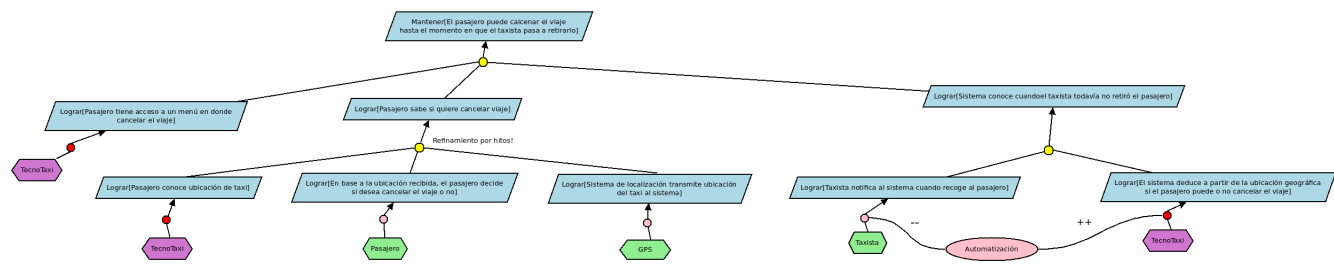 Mantener[El pasajero puede calcenar el viaje
hasta el momento en que el taxista pasa a retirarlo]
Lograr[Pasajero tiene acceso a un menú en donde
cancelar el viaje]
Lograr[Pasajero sabe si quiere cancelar viaje]
Lograr[Sistema conoce cuandoel taxista todavía no retiró el pasajero]
Refinamiento por hitos!
TecnoTaxi
Lograr[Pasajero conoce ubicación de taxi]
Lograr[En base a la ubicación recibida, el pasajero decide
si desea cancelar el viaje o no]
Lograr[Sistema de localización transmite ubicación
del taxi al sistema]
Lograr[Taxista notifica al sistema cuando recoge al pasajero]
Lograr[El sistema deduce a partir de la ubicación geográfica
si el pasajero puede o no cancelar el viaje]
--
++
TecnoTaxi
Pasajero
GPS
Taxista
Automatización
TecnoTaxi